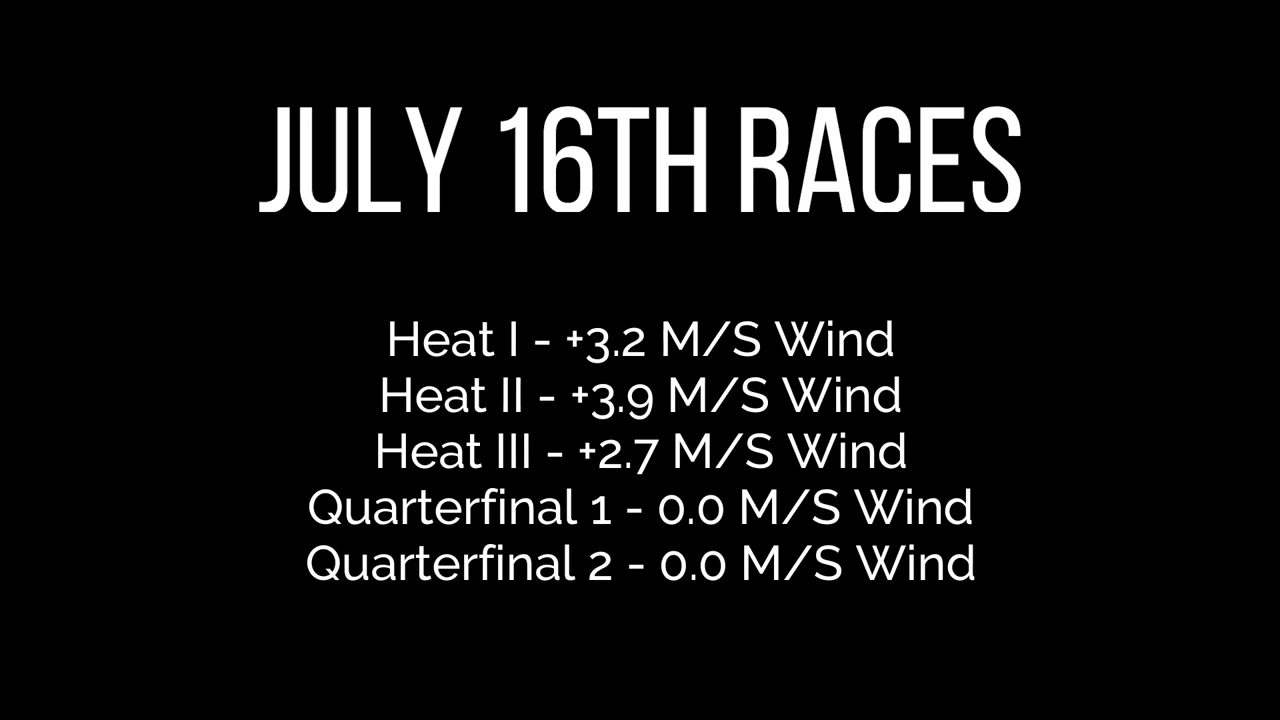 JULY 16TH RACES
Heat I - +3.2 M/S Wind
Heat II - +3.9 M/S Wind
Heat III - +2.7 M/S Wind
Quarterfinal 1 - 0.0 M/S Wind
Quarterfinal 2 - 0.0 M/S Wind